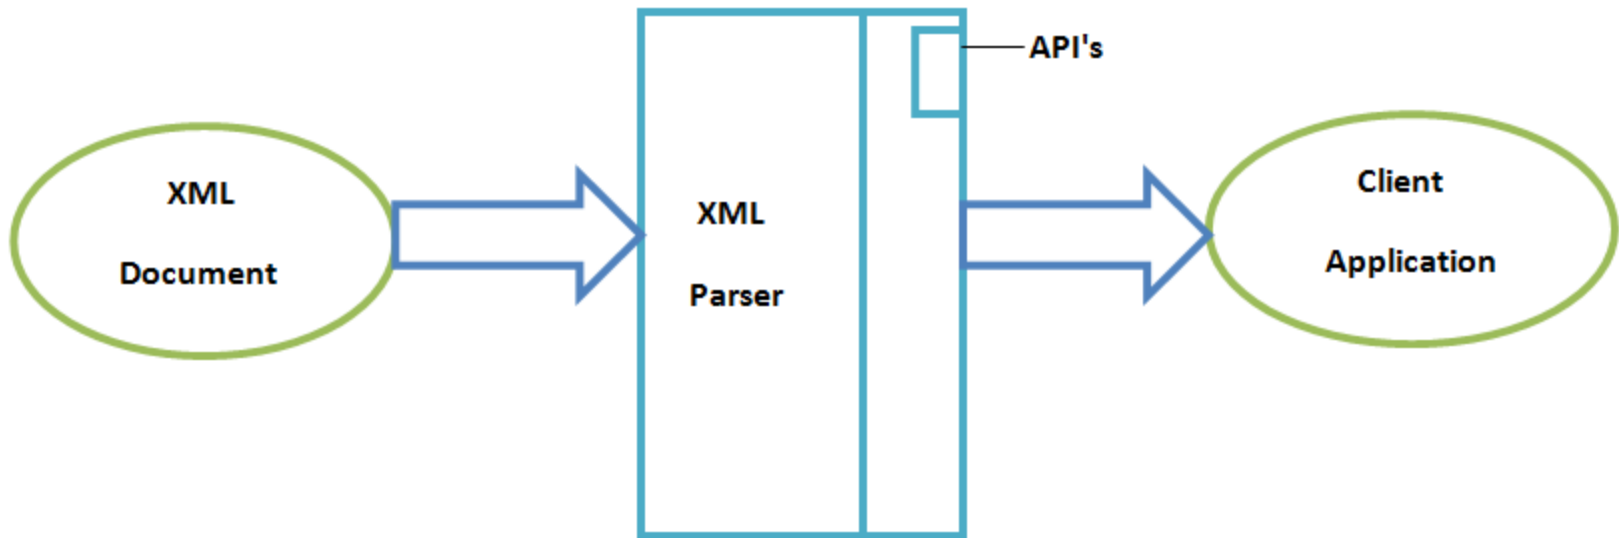 XML
Document
XML
Parser
API's
Client
Application